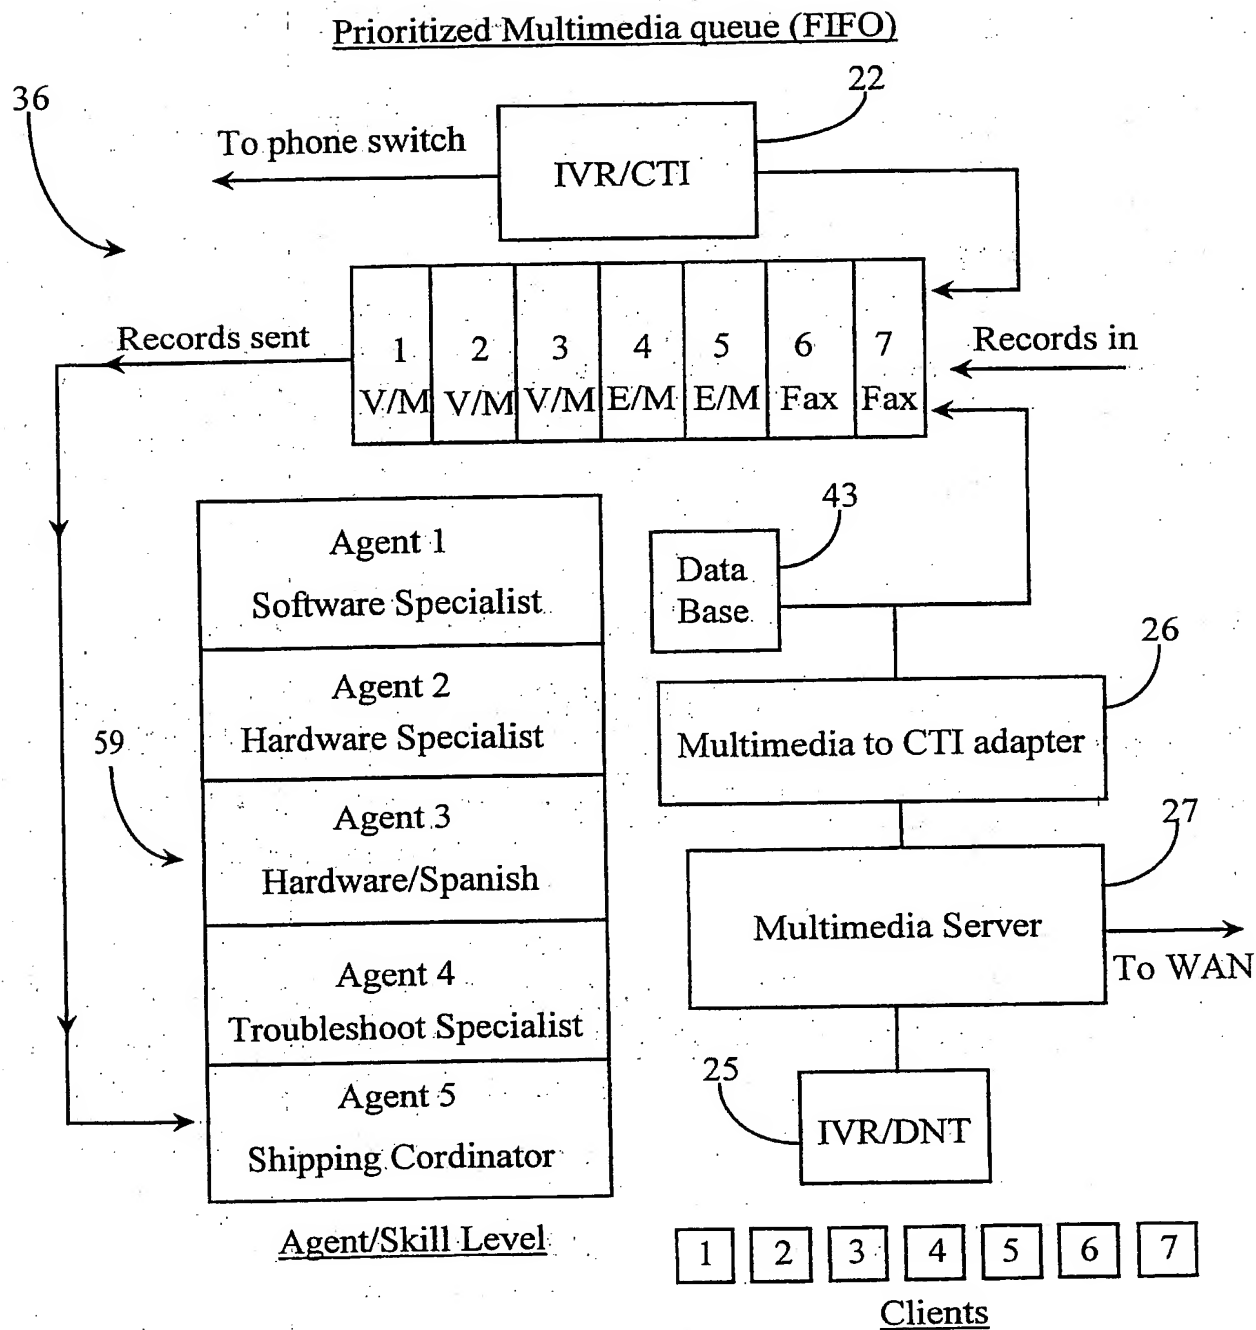 Prioritized Multimedia queue (FIFO)
36
22
To phone switch
IVR/CTI
Records sent
1 2 3 4 5 6 7
V/M V/M V/M E/M E/M Fax Fax
Records in
Agent 1
Software Specialist
Agent 2
Hardware Specialist
59
Agent 3
Hardware/Spanish
Agent 4
Troubleshoot Specialist
Agent 5
Shipping Cordinator
Agent/Skill Level
43
Data
Base
26
Multimedia to CTI adapter
27
Multimedia Server
To WAN
25
IVR/DNT
1 2 3 4 5 6 7
Clients